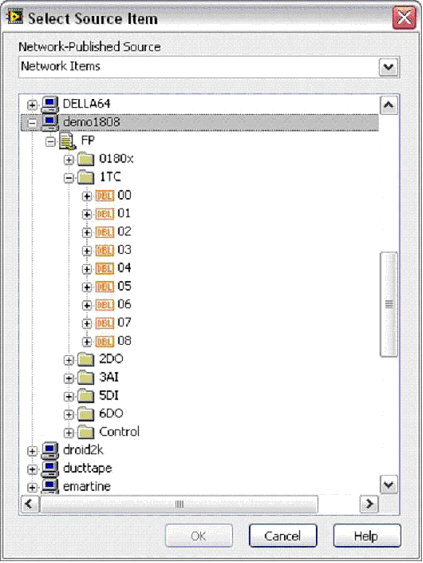 Select Source Item
Network-Published Source
Network Items
DELLA64
demo1808
FP
0180x
1TC
DBL 00
DBL 01
DBL 02
DBL 03
DBL 04
DBL 05
DBL 06
DBL 07
DBL 08
2DO
3AI
5DI
6DO
Control
droid2k
ducttape
emartine
OK Cancel Help